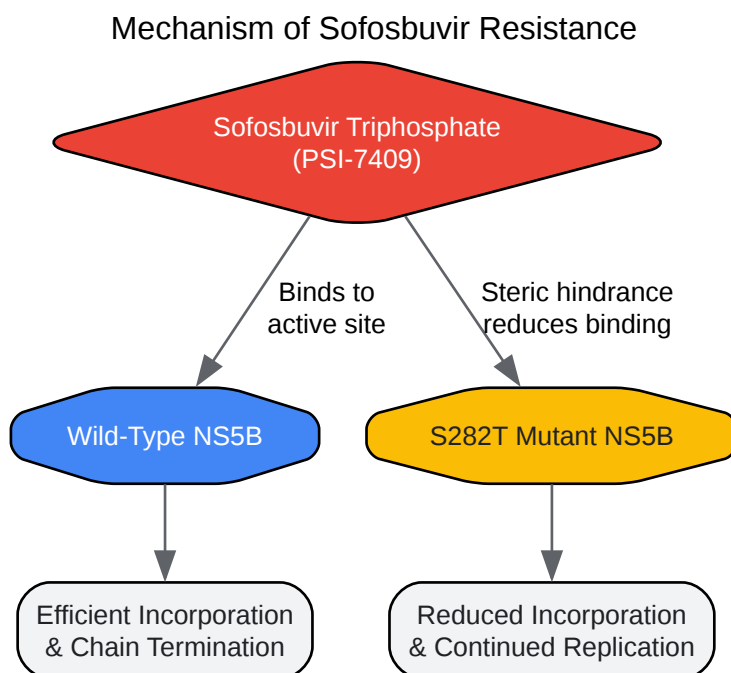 Mechanism of Sofosbuvir Resistance
Sofosbuvir Triphosphate
(PSI-7409)
Binds to
active site
Steric hindrance
reduces binding
Wild-Type NS5B
S282T Mutant NS5B
Efficient Incorporation
& Chain Termination
Reduced Incorporation
& Continued Replication